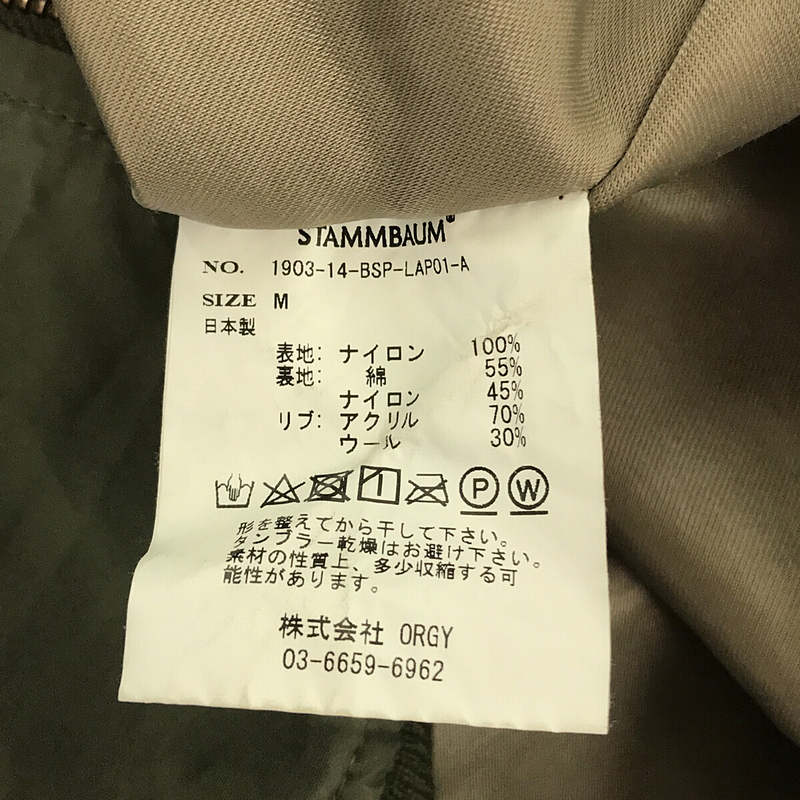 STAMMBAUM®
NO. 1903-14-BSP-LAP01-A
SIZE M
日本製
表地: ナイロン 100%
裏地: 綿 55%
ナイロン 45%
リブ: アクリル 70%
ウール 30%
P W
形を整えてから干して下さい。
タンブラー乾燥はお避け下さい。
素材の性質上、多少収縮する可
能性があります。
株式会社 ORGY
03-6659-6962